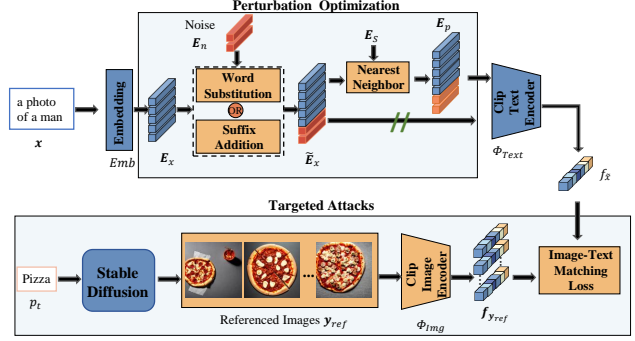 Perturbation Optimization
Noise
E_n
E_S
E_p
a photo
of a man
x
Embedding
Emb
E_x
Word
Substitution
OR
Suffix
Addition
Ẽ_x
Nearest
Neighbor
Clip
Text
Encoder
Φ_Text
f_x̂
Targeted Attacks
Pizza
p_t
Stable
Diffusion
...
Referenced Images y_ref
Clip
Image
Encoder
Φ_Img
f_y_ref
Image-Text
Matching
Loss